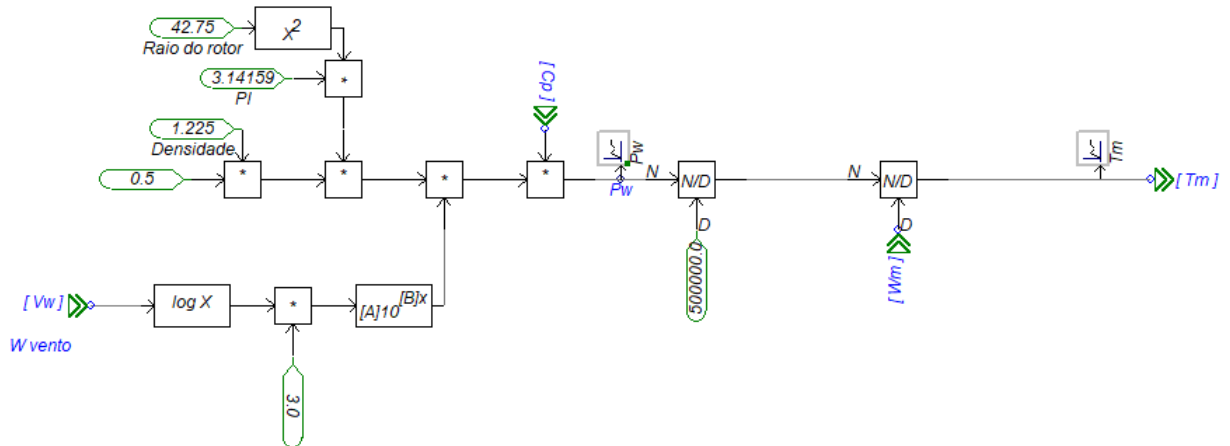 42.75
X2
Raio do rotor
3.14159
PI
*
[ Cp ]
1.225
Densidade
0.5
*
*
*
*
Pw
Pw
N
N/D
D
500000.0
N
N/D
D
[ Wm ]
Tm
[ Tm ]
[ Vw ]
W vento
log X
*
3.0
[A]10[B]x